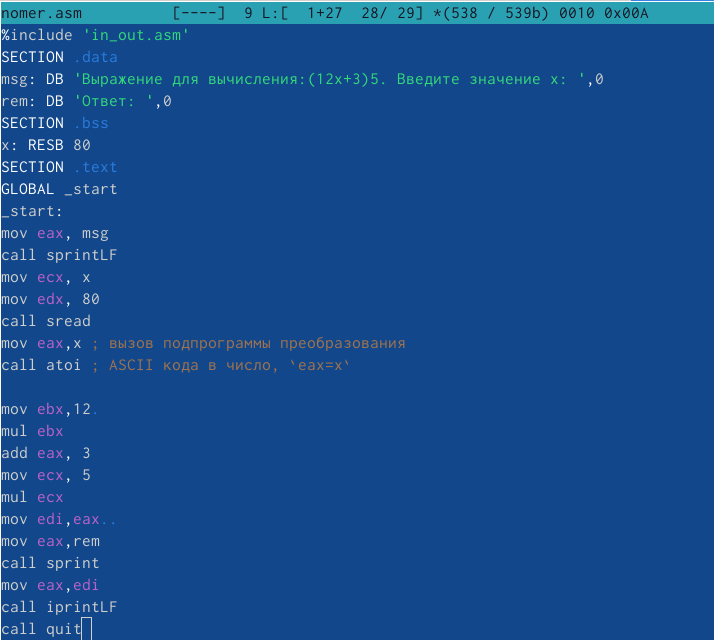 nomer.asm          [----]  9 L:[  1+27  28/ 29] *(538 / 539b) 0010 0x00A
%include 'in_out.asm'
SECTION .data
msg: DB 'Выражение для вычисления:(12x+3)5. Введите значение x: ',0
rem: DB 'Ответ: ',0
SECTION .bss
x: RESB 80
SECTION .text
GLOBAL _start
_start:
mov eax, msg
call sprintLF
mov ecx, x
mov edx, 80
call sread
mov eax,x ; вызов подпрограммы преобразования
call atoi ; ASCII кода в число, `eax=x`
mov ebx,12.
mul ebx
add eax, 3
mov ecx, 5
mul ecx
mov edi,eax..
mov eax,rem
call sprint
mov eax,edi
call iprintLF
call quit